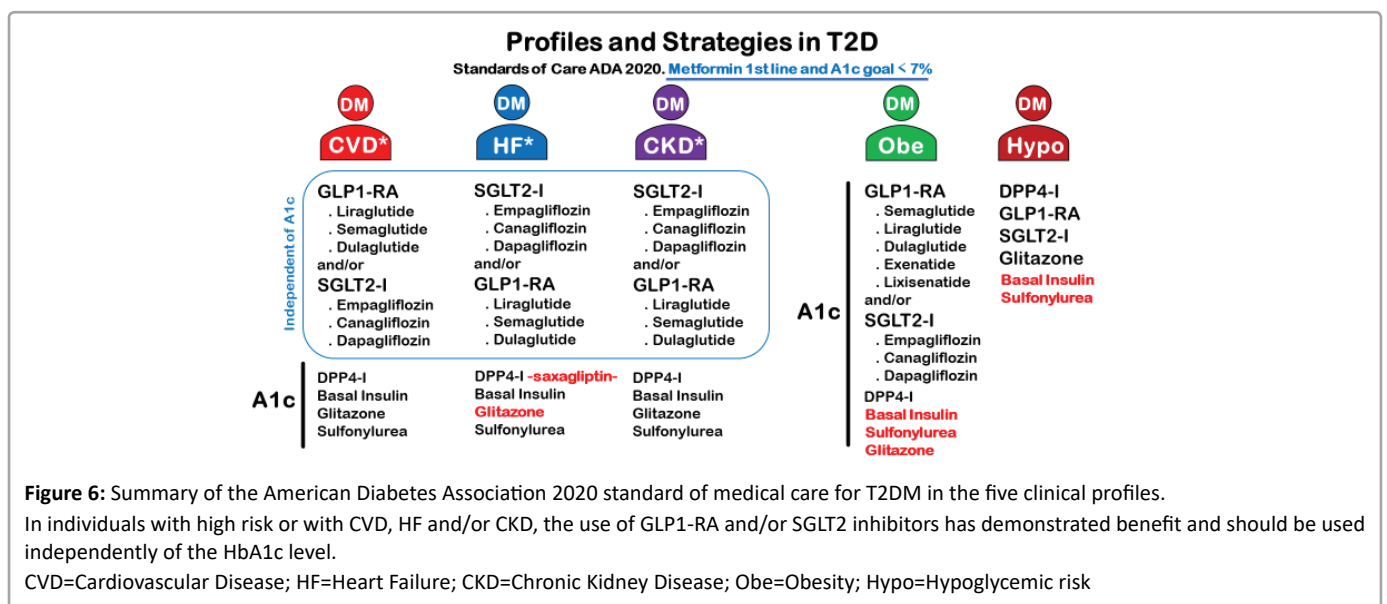 Profiles and Strategies in T2D
Standards of Care ADA 2020. Metformin 1st line and A1c goal < 7%
DM
CVD*
DM
HF*
DM
CKD*
DM
Obe
DM
Hypo
Independent of A1c
GLP1-RA
. Liraglutide
. Semaglutide
. Dulaglutide
and/or
SGLT2-I
. Empagliflozin
. Canagliflozin
. Dapagliflozin
SGLT2-I
. Empagliflozin
. Canagliflozin
. Dapagliflozin
and/or
GLP1-RA
. Liraglutide
. Semaglutide
. Dulaglutide
SGLT2-I
. Empagliflozin
. Canagliflozin
. Dapagliflozin
and/or
GLP1-RA
. Liraglutide
. Semaglutide
. Dulaglutide
A1c
DPP4-I
Basal Insulin
Glitazone
Sulfonylurea
DPP4-I -saxagliptin-
Basal Insulin
Glitazone
Sulfonylurea
DPP4-I
Basal Insulin
Glitazone
Sulfonylurea
A1c
GLP1-RA
. Semaglutide
. Liraglutide
. Dulaglutide
. Exenatide
. Lixisenatide
and/or
SGLT2-I
. Empagliflozin
. Canagliflozin
. Dapagliflozin
DPP4-I
Basal Insulin
Sulfonylurea
Glitazone
DPP4-I
GLP1-RA
SGLT2-I
Glitazone
Basal Insulin
Sulfonylurea
Figure 6: Summary of the American Diabetes Association 2020 standard of medical care for T2DM in the five clinical profiles.
In individuals with high risk or with CVD, HF and/or CKD, the use of GLP1-RA and/or SGLT2 inhibitors has demonstrated benefit and should be used
independently of the HbA1c level.
CVD=Cardiovascular Disease; HF=Heart Failure; CKD=Chronic Kidney Disease; Obe=Obesity; Hypo=Hypoglycemic risk